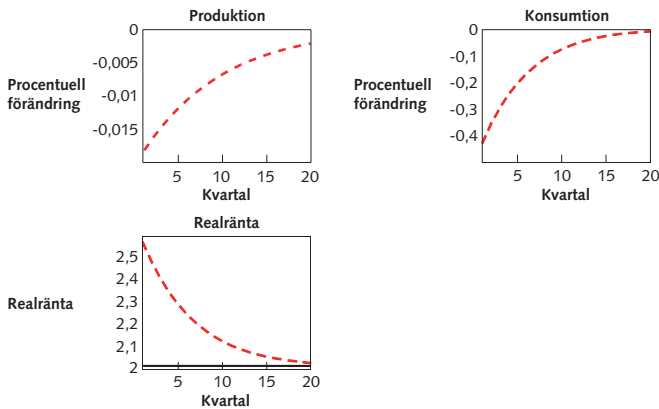 Produktion
0
-0,005
-0,01
-0,015
Procentuell
förändring
5 10 15 20
Kvartal
Konsumtion
0
-0,1
-0,2
-0,3
-0,4
Procentuell
förändring
5 10 15 20
Kvartal
Realränta
2,5
2,4
2,3
2,2
2,1
2
Realränta
5 10 15 20
Kvartal